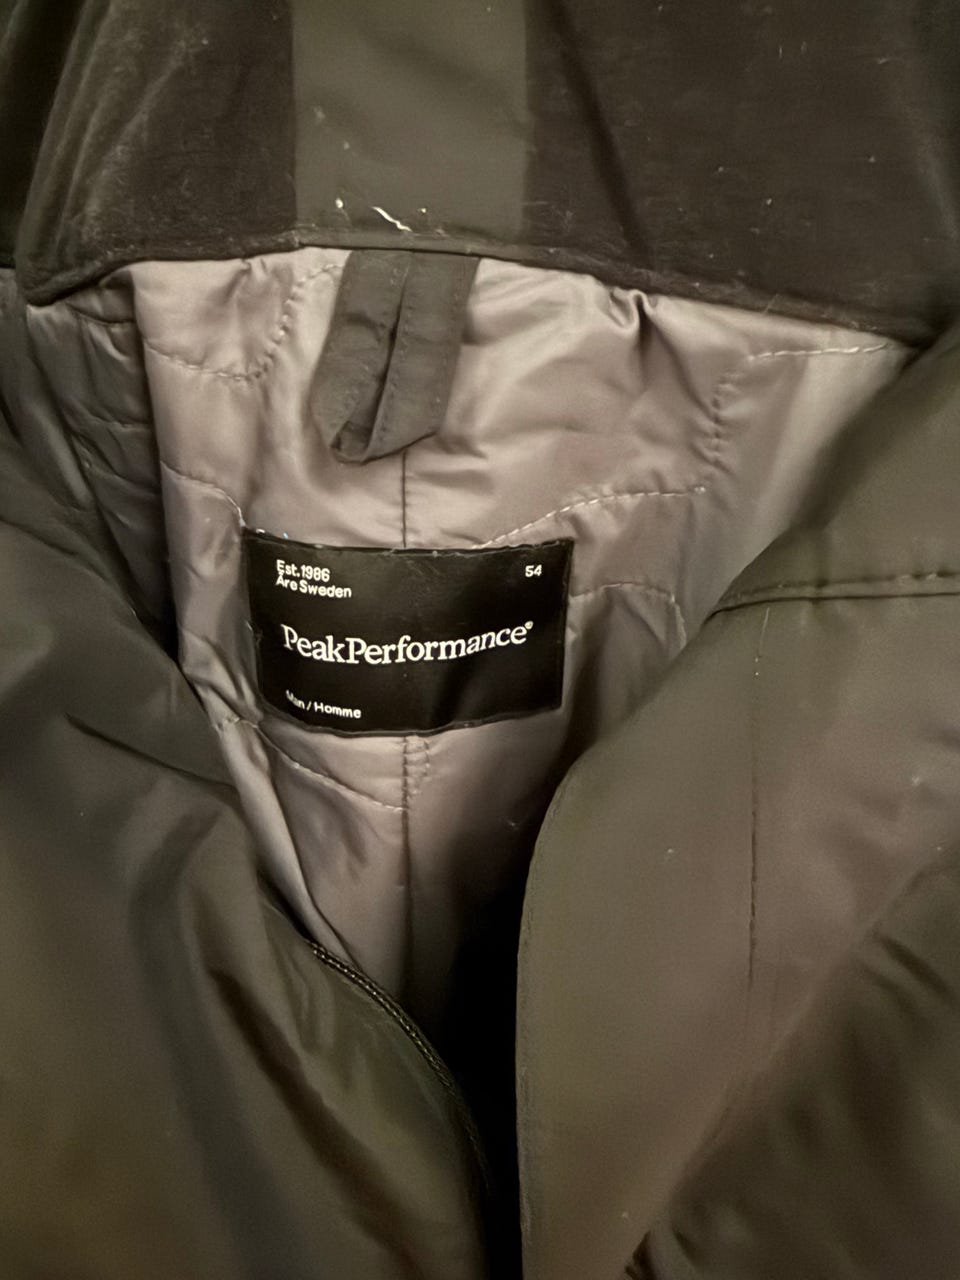 Est.1986
54
Åre Sweden
PeakPerformance®
Man / Homme